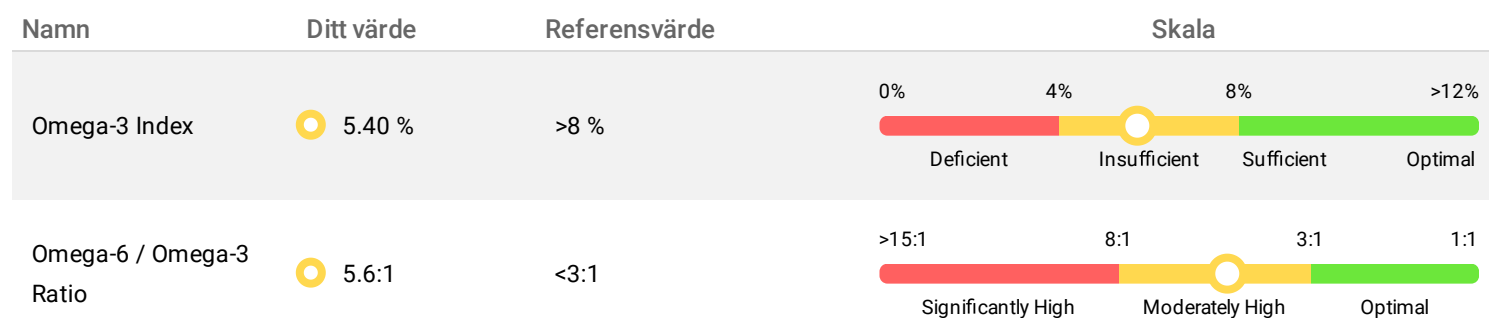 Namn Ditt värde Referensvärde Skala
0% 4% 8% >12%
Omega-3 Index 5.40 % >8 %
Deficient Insufficient Sufficient Optimal
>15:1 8:1 3:1 1:1
Omega-6 / Omega-3
Ratio
5.6:1 <3:1
Significantly High Moderately High Optimal